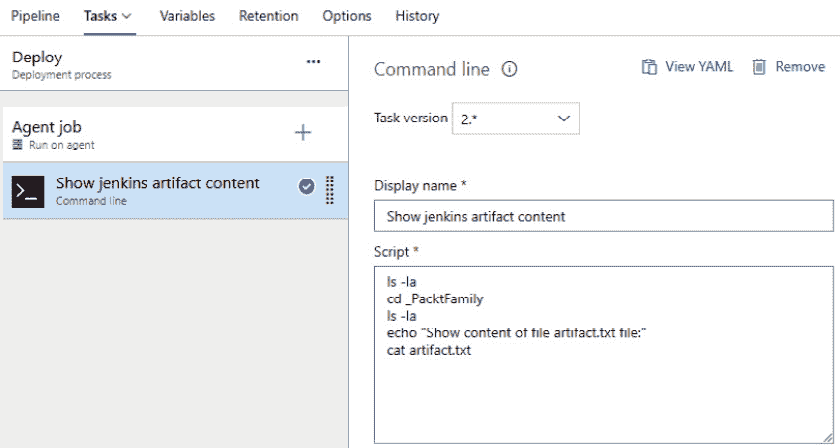 Pipeline Tasks Variables Retention Options History
Deploy
Deployment process
Agent job
Run on agent
Show jenkins artifact content
Command line
Command line
View YAML
Remove
Task version 2.*
Display name *
Show jenkins artifact content
Script *
ls -la
cd _PacktFamily
ls -la
echo "Show content of file artifact.txt file:"
cat artifact.txt